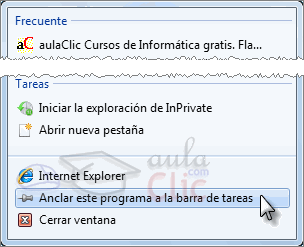 Frecuente
aC aulaClic Cursos de Informática gratis. Fla...
Tareas
Iniciar la exploración de InPrivate
Abrir nueva pestaña
aula
.com
Clic
Internet Explorer
Anclar este programa a la barra de tareas
Cerrar ventana